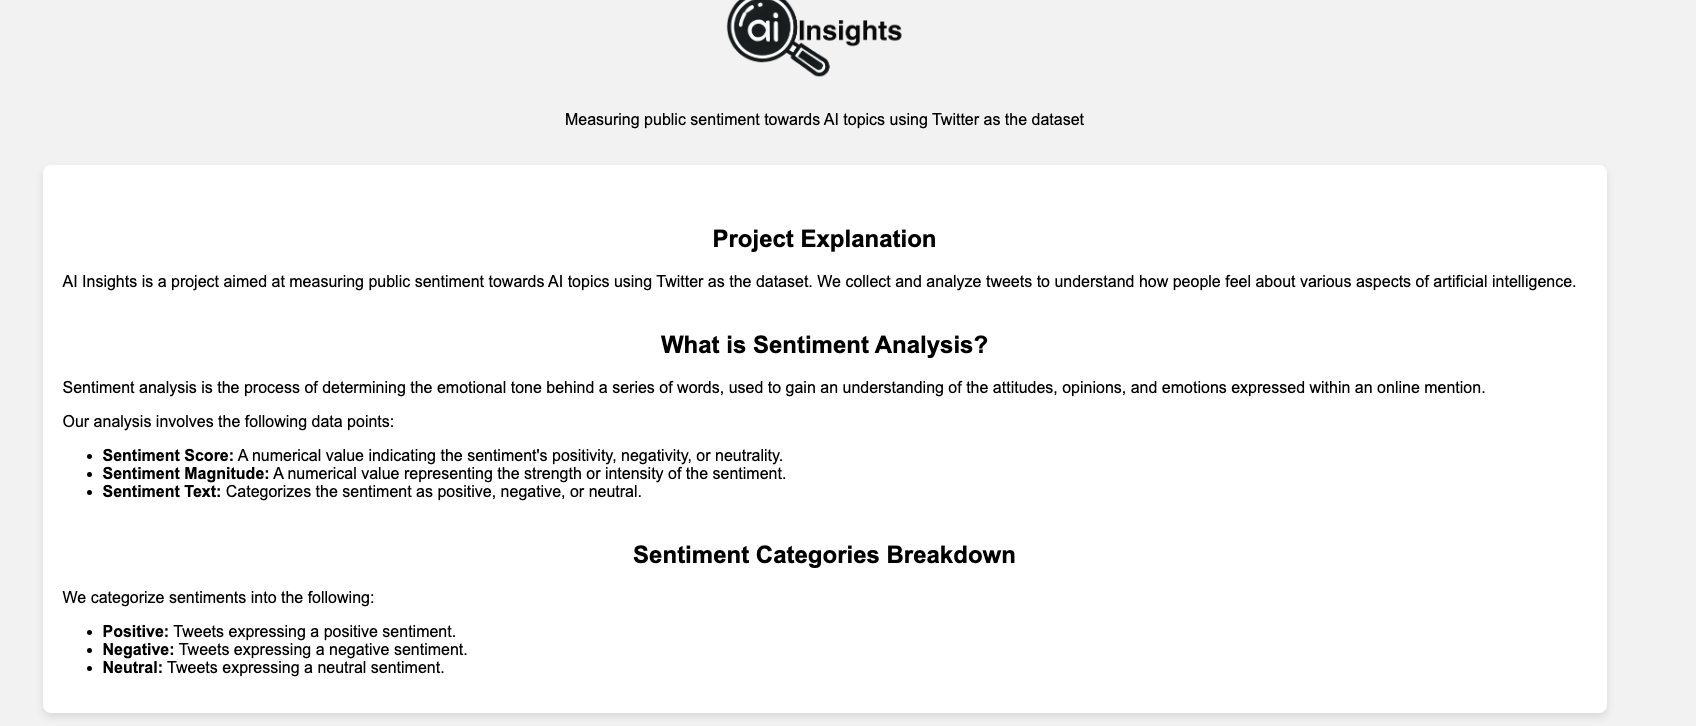 ai Insights
Measuring public sentiment towards AI topics using Twitter as the dataset
Project Explanation
AI Insights is a project aimed at measuring public sentiment towards AI topics using Twitter as the dataset. We collect and analyze tweets to understand how people feel about various aspects of artificial intelligence.
What is Sentiment Analysis?
Sentiment analysis is the process of determining the emotional tone behind a series of words, used to gain an understanding of the attitudes, opinions, and emotions expressed within an online mention.
Our analysis involves the following data points:
• Sentiment Score: A numerical value indicating the sentiment's positivity, negativity, or neutrality.
• Sentiment Magnitude: A numerical value representing the strength or intensity of the sentiment.
• Sentiment Text: Categorizes the sentiment as positive, negative, or neutral.
Sentiment Categories Breakdown
We categorize sentiments into the following:
• Positive: Tweets expressing a positive sentiment.
• Negative: Tweets expressing a negative sentiment.
• Neutral: Tweets expressing a neutral sentiment.